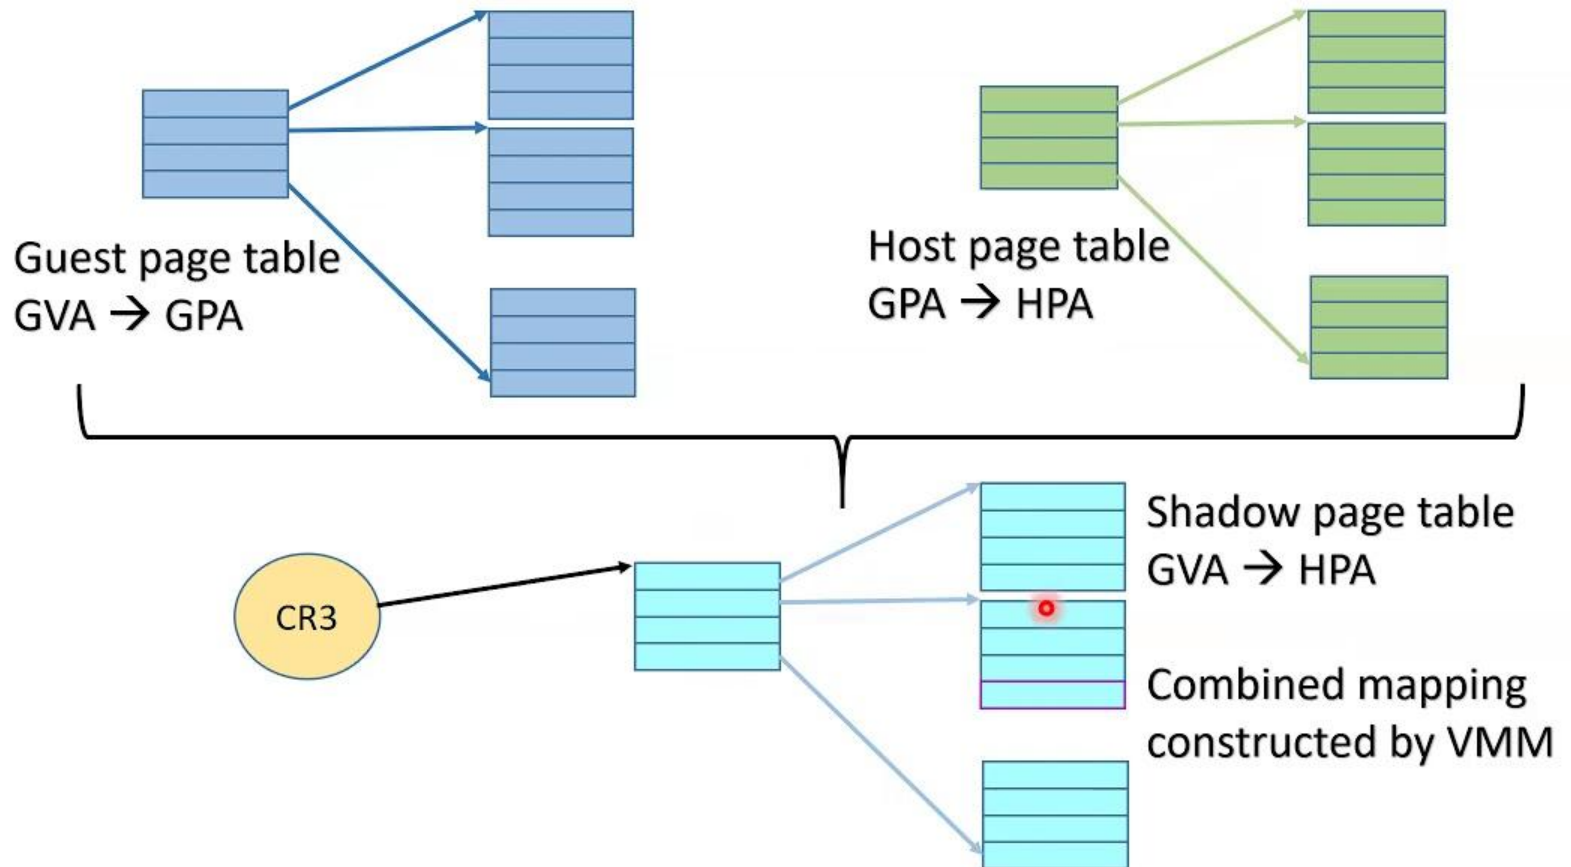 Guest page table
GVA → GPA
Host page table
GPA → HPA
CR3
Shadow page table
GVA → HPA
Combined mapping
constructed by VMM